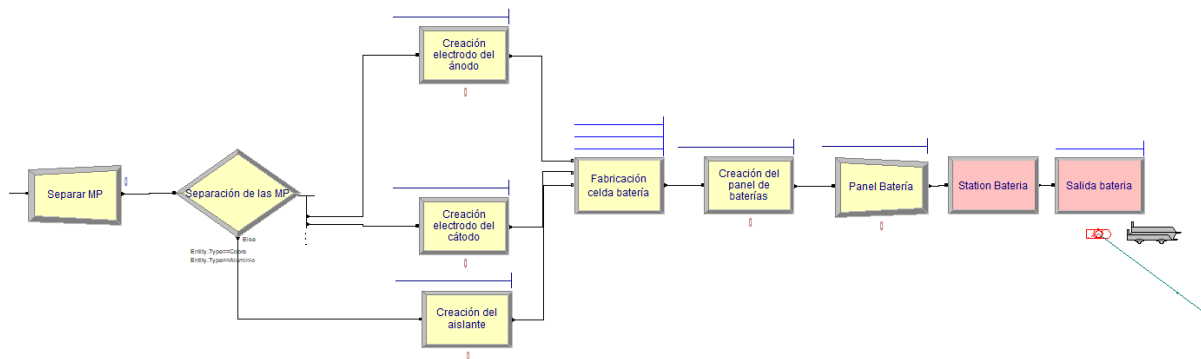 Creación
electrodo del
ánodo
0
Separar MP
0
Separación de las MP
Else
Entity.Type==Cobre
Entity.Type==Aluminio
Creación
electrodo del
cátodo
0
Creación del
aislante
0
Fabricación
celda batería
Creación del
panel de
baterías
0
Panel Batería
0
Station Bateria
Salida bateria